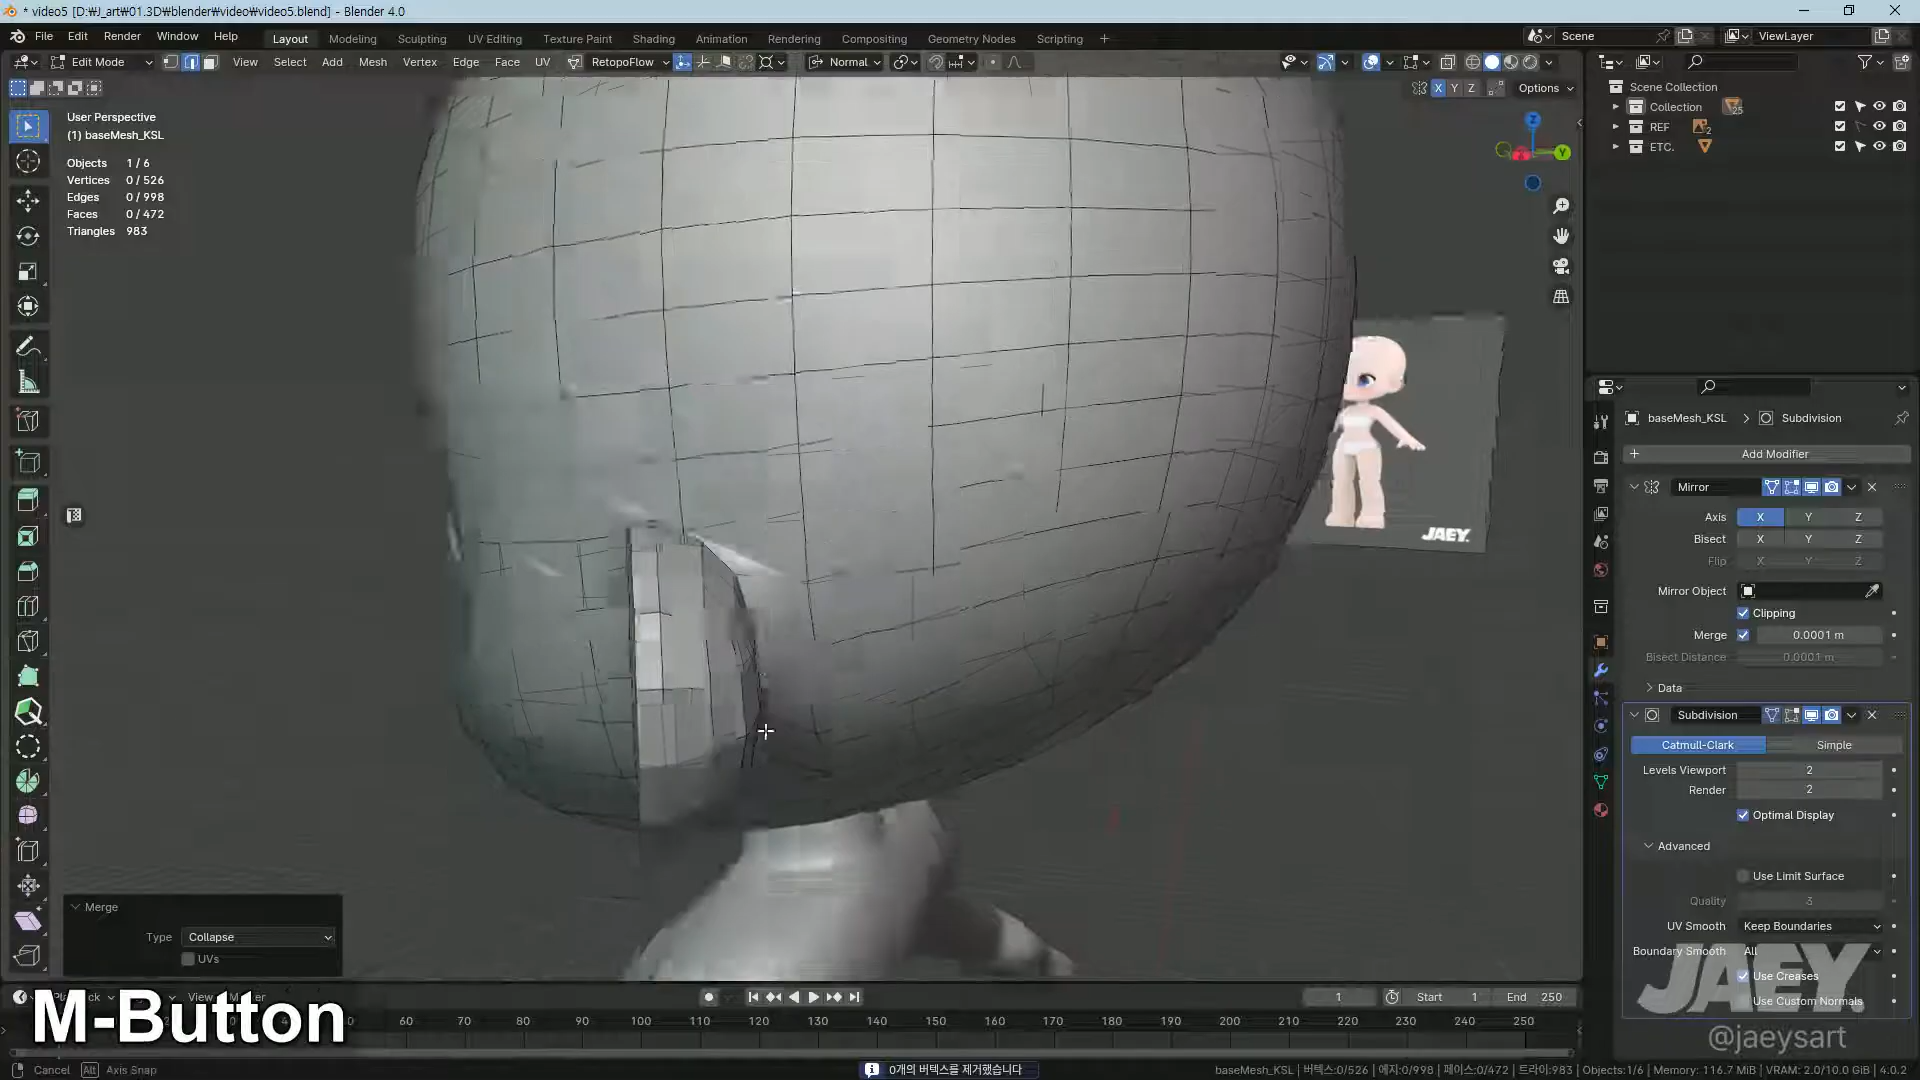 * video5 [D:\J_art\01.3D\blender\video\video5.blend] - Blender 4.0
File Edit Render Window Help
Layout Modeling Sculpting UV Editing Texture Paint Shading Animation Rendering Compositing Geometry Nodes Scripting +
Scene
ViewLayer
Edit Mode View Select Add Mesh Vertex Edge Face UV RetopoFlow Normal
X Y Z Options
User Perspective
(1) baseMesh_KSL
Objects 1 / 6
Vertices 0 / 526
Edges 0 / 998
Faces 0 / 472
Triangles 983
Z
Y
JAEY.
Scene Collection
Collection 25
REF 2
ETC.
baseMesh_KSL > Subdivision
+ Add Modifier
Mirror
Axis X Y Z
Bisect X Y Z
Flip X Y Z
Mirror Object
Clipping
Merge 0.0001 m
Bisect Distance 0.0001 m
Data
Subdivision
Catmull-Clark Simple
Levels Viewport 2
Render 2
Optimal Display
Advanced
Use Limit Surface
Quality 3
UV Smooth Keep Boundaries
Boundary Smooth All
Use Creases
Use Custom Normals
JAEY.
@jaeysart
Merge
Type Collapse
UVs
View
1 Start 1 End 250
M-Button
60 70 80 90 100 110 120 130 140 150 160 170 180 190 200 210 220 230 240 250
Cancel Alt Axis Snap
0개의 버텍스를 제거했습니다
baseMesh_KSL | 버텍스:0/526 | 에지:0/998 | 페이스:0/472 | 트라이:983 | Objects:1/6 | Memory: 116.7 MiB | VRAM: 2.0/10.0 GiB | 4.0.2